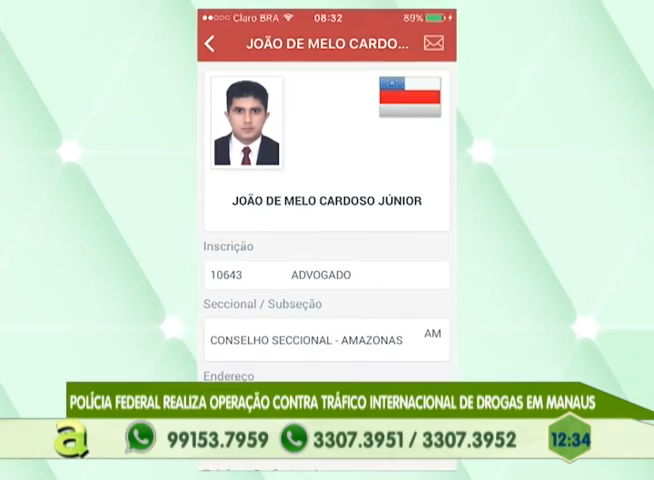 Claro BRA 08:32 89%
JOÃO DE MELO CARDO...
JOÃO DE MELO CARDOSO JÚNIOR
Inscrição
10643 ADVOGADO
Seccional / Subseção
CONSELHO SECCIONAL - AMAZONAS AM
Endereço
POLÍCIA FEDERAL REALIZA OPERAÇÃO CONTRA TRÁFICO INTERNACIONAL DE DROGAS EM MANAUS
a 99153.7959 3307.3951 / 3307.3952 12:34